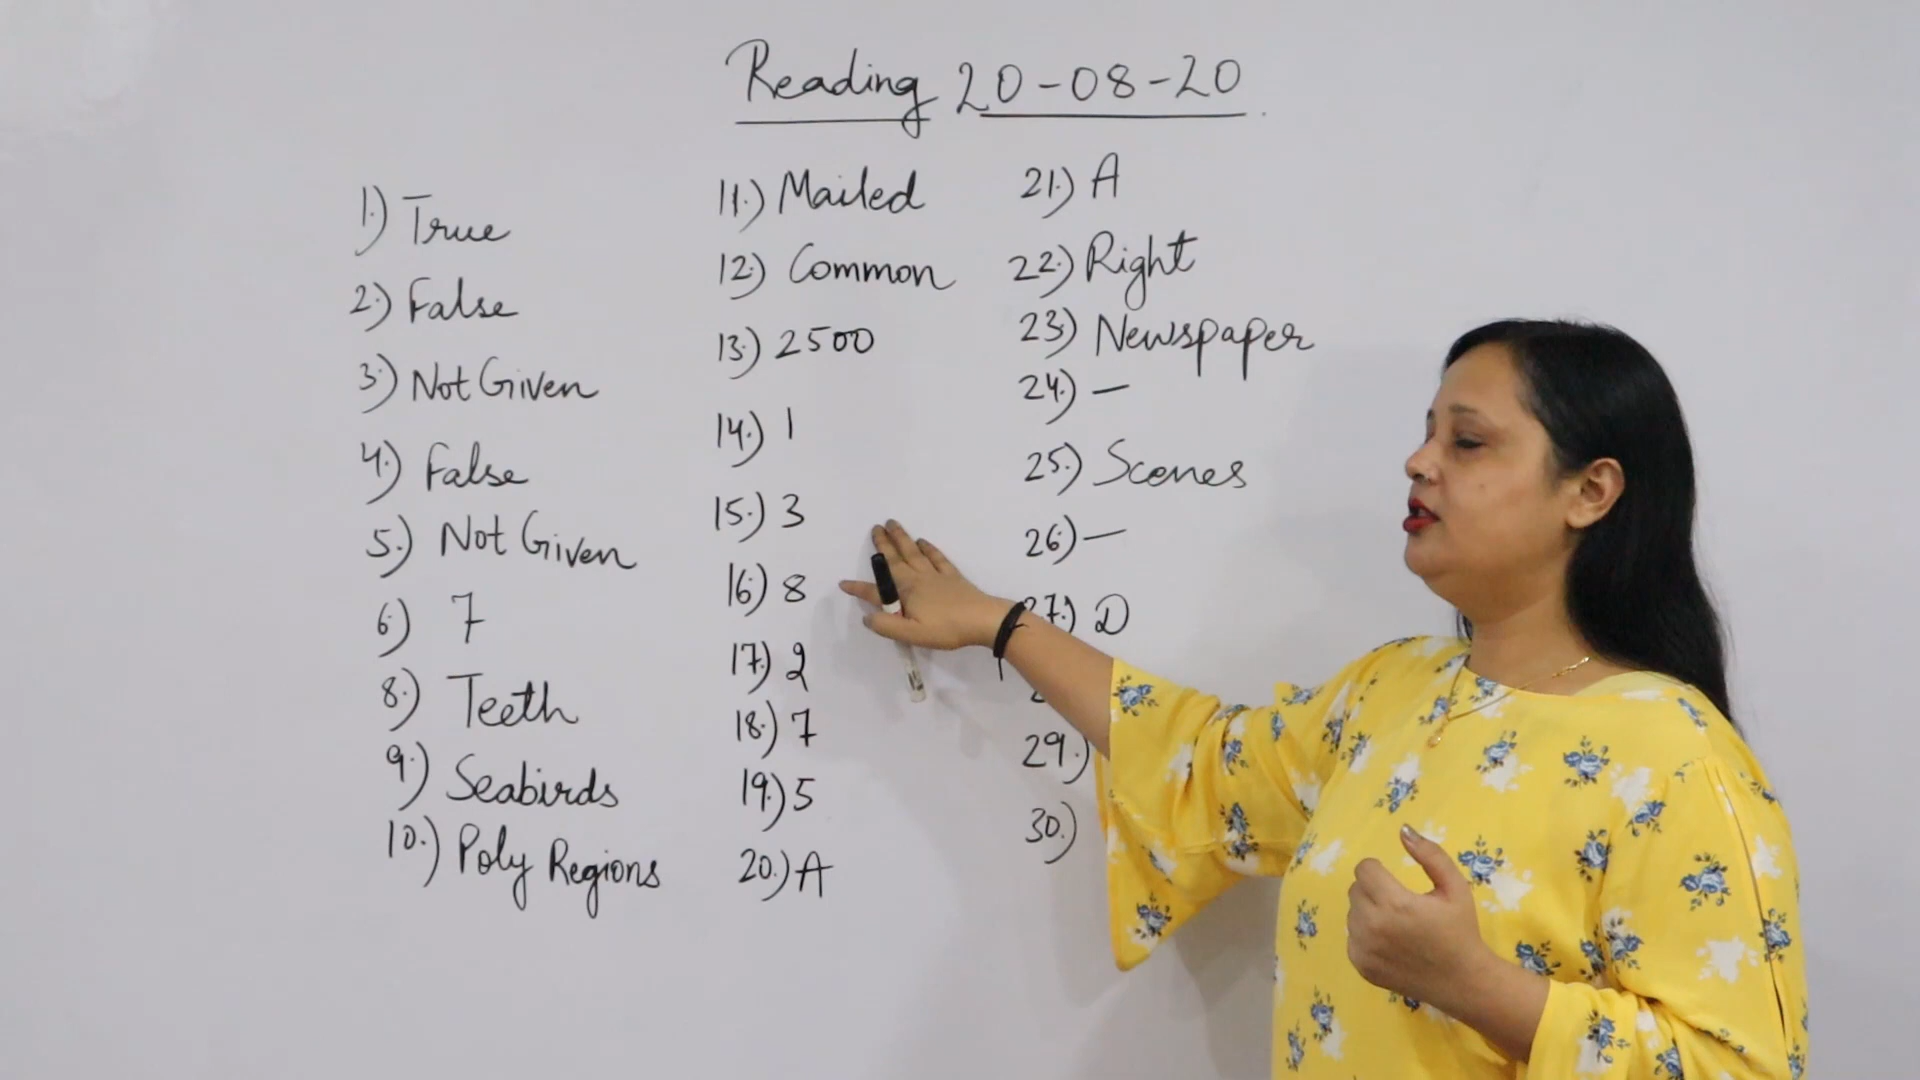 Reading 20-08-20
1.) True
2.) False
3.) Not Given
4.) False
5.) Not Given
6.) 7
8.) Teeth
9.) Seabirds
10.) Poly Regions
11.) Mailed
12.) Common
13.) 2500
14.) 1
15.) 3
16.) 8
17.) 2
18.) 7
19.) 5
20.) A
21.) A
22.) Right
23.) Newspaper
24.) —
25.) Scenes
26.) —
27.) D
29.)
30.)